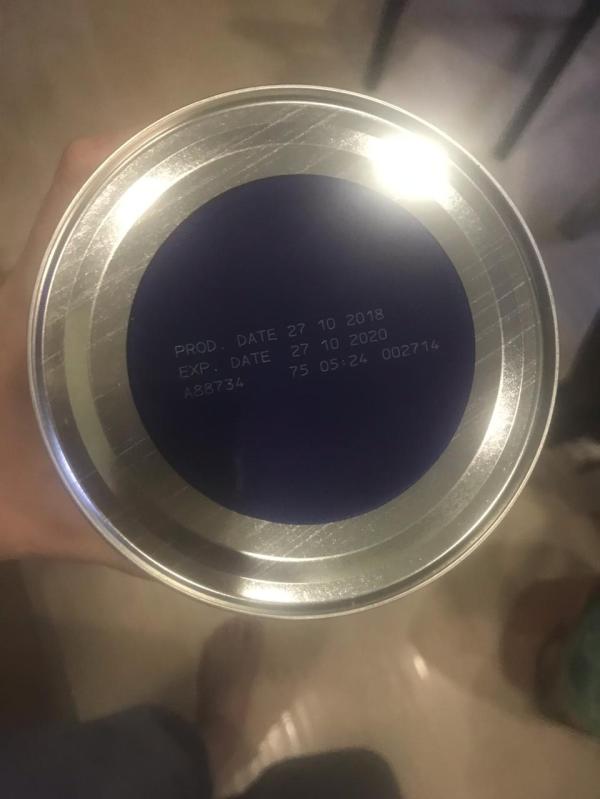 PROD. DATE 27 10 2018
EXP. DATE 27 10 2020
A88734 75 05:24 002714